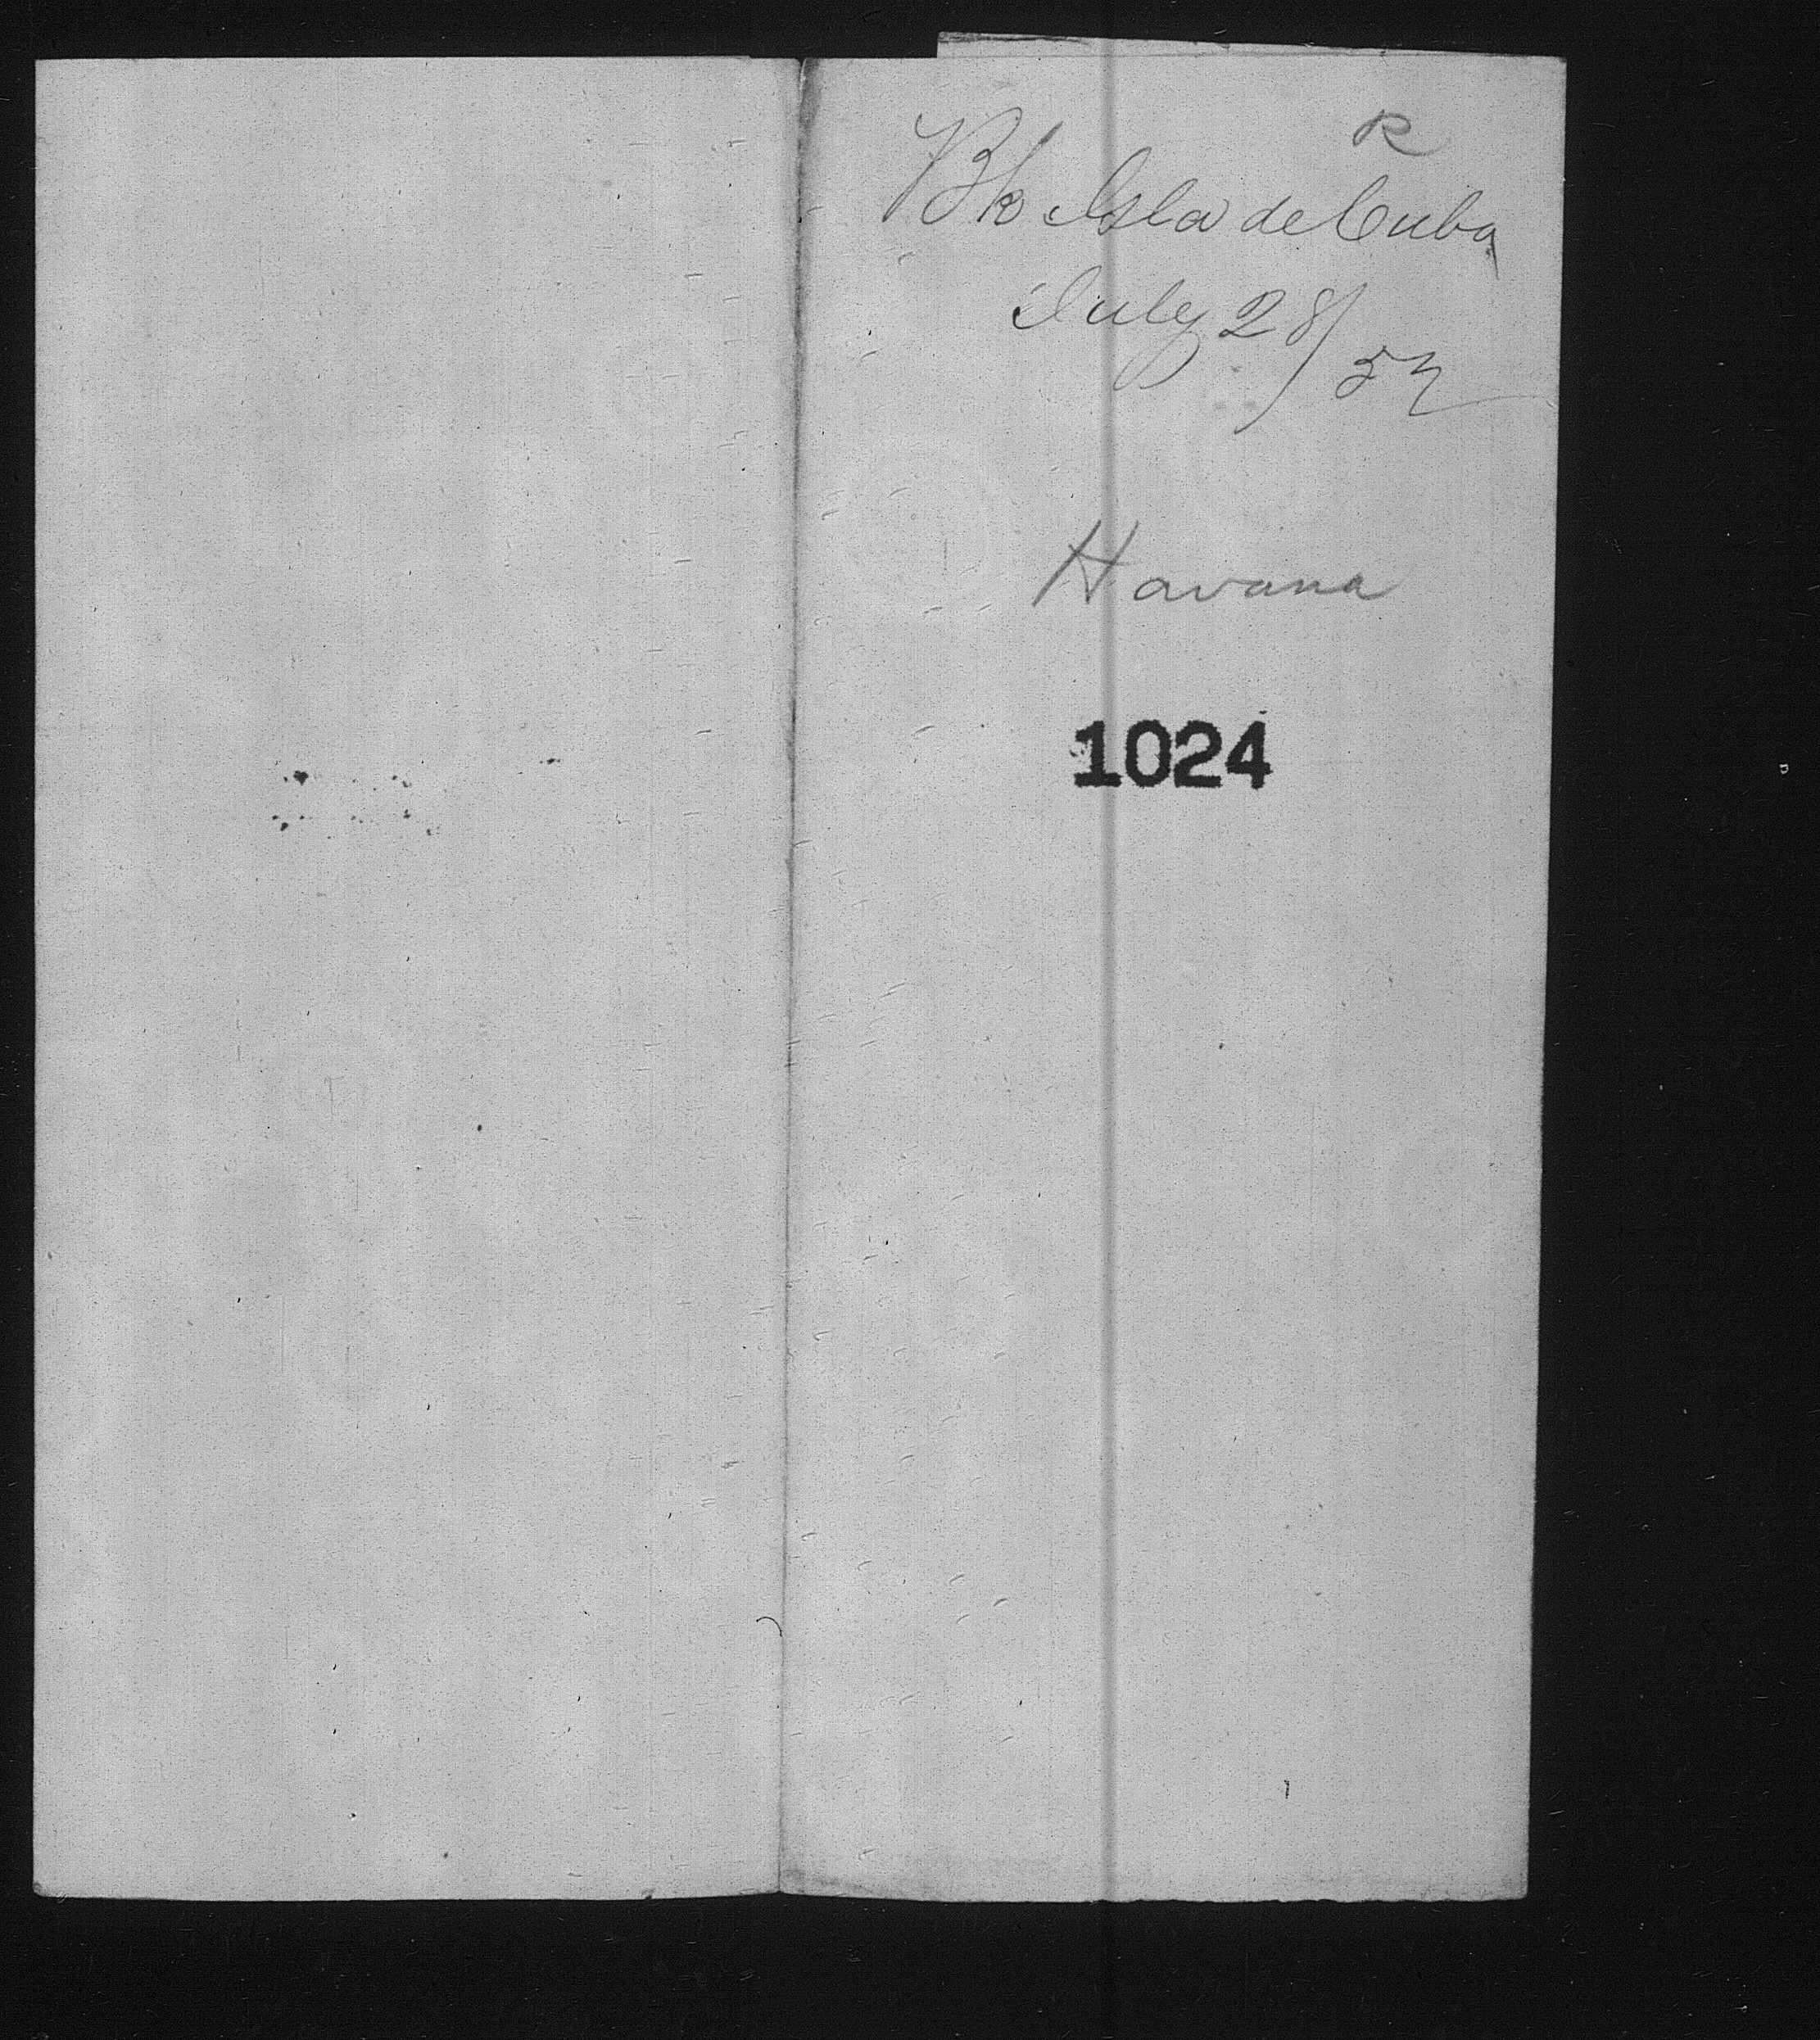 R
Bk Isla de Cuba
July 28/52
Havana
1024